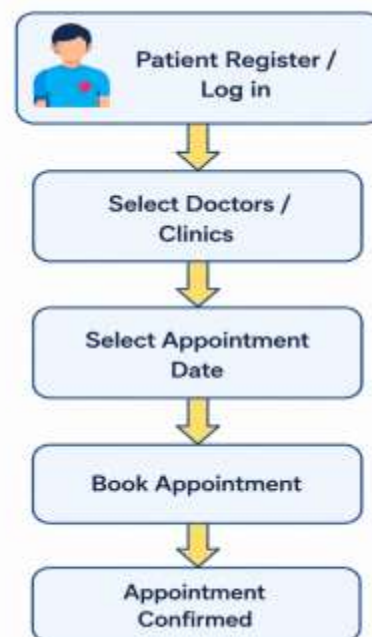 Patient Register /
Log in
Select Doctors /
Clinics
Select Appointment
Date
Book Appointment
Appointment
Confirmed